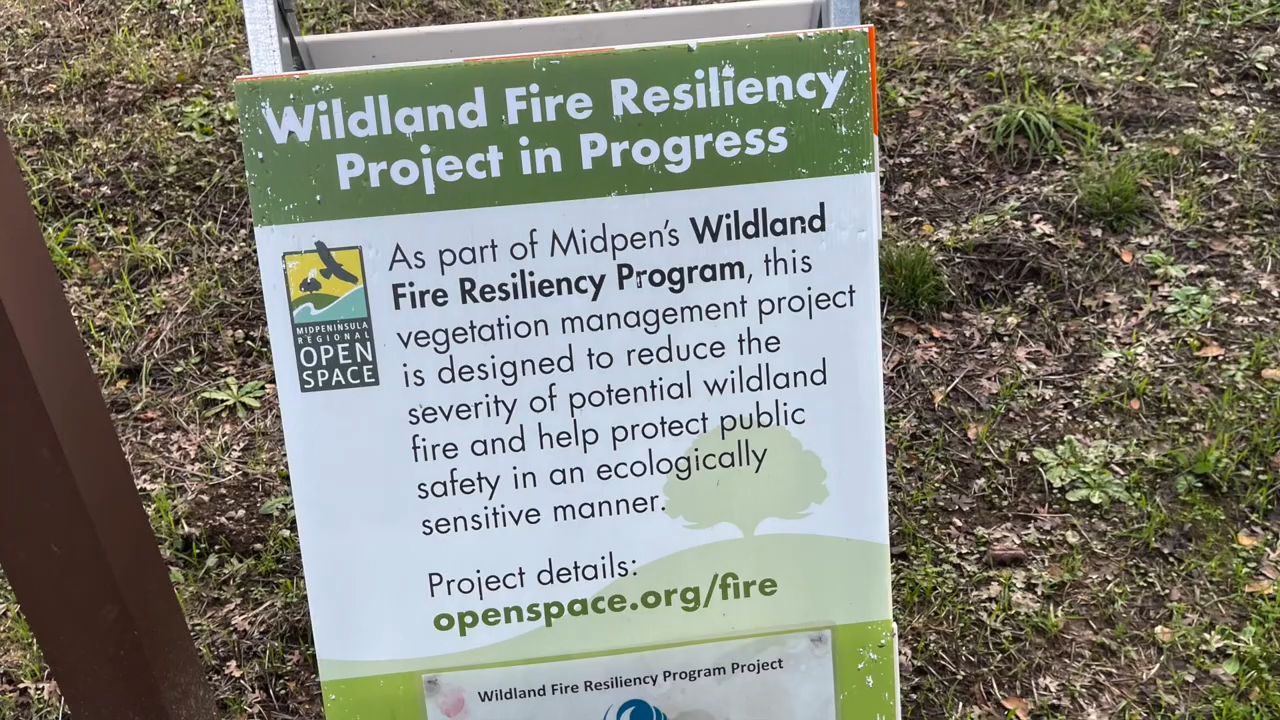 Wildland Fire Resiliency
Project in Progress
MIDPENINSULA
REGIONAL
OPEN
SPACE
As part of Midpen's Wildland
Fire Resiliency Program, this
vegetation management project
is designed to reduce the
severity of potential wildland
fire and help protect public
safety in an ecologically
sensitive manner.
Project details:
openspace.org/fire
Wildland Fire Resiliency Program Project